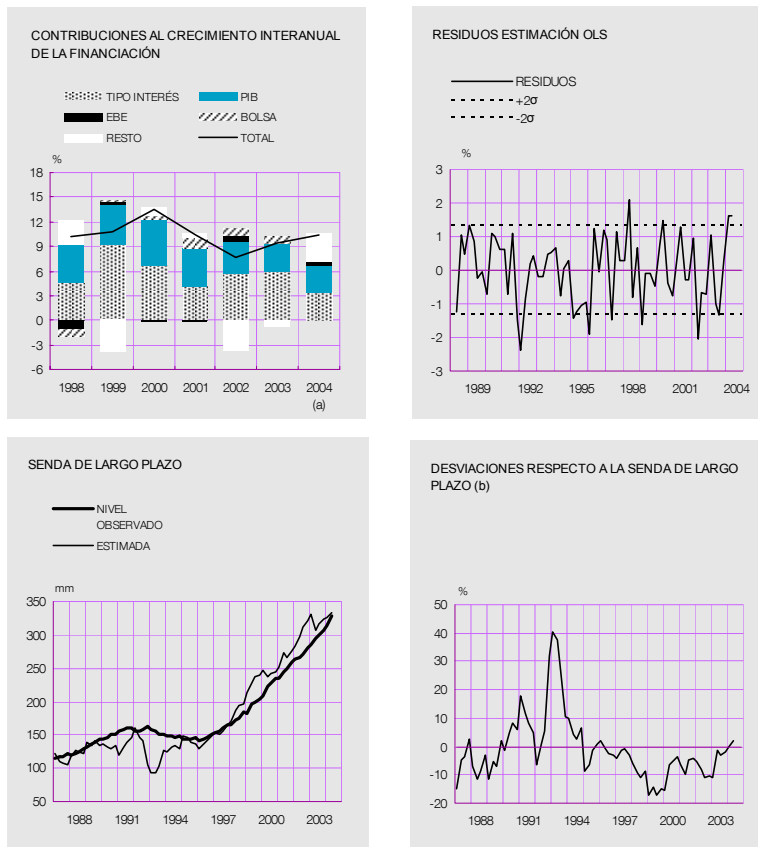 CONTRIBUCIONES AL CRECIMIENTO INTERANUAL
DE LA FINANCIACIÓN
TIPO INTERÉS PIB
EBE BOLSA
RESTO TOTAL
%
18
15
12
9
6
3
0
-3
-6
1998 1999 2000 2001 2002 2003 2004
(a)
RESIDUOS ESTIMACIÓN OLS
RESIDUOS
+2σ
-2σ
%
3
2
1
0
-1
-2
-3
1989 1992 1995 1998 2001 2004
SENDA DE LARGO PLAZO
NIVEL
OBSERVADO
ESTIMADA
mm
350
300
250
200
150
100
50
1988 1991 1994 1997 2000 2003
DESVIACIONES RESPECTO A LA SENDA DE LARGO
PLAZO (b)
%
50
40
30
20
10
0
-10
-20
1988 1991 1994 1997 2000 2003